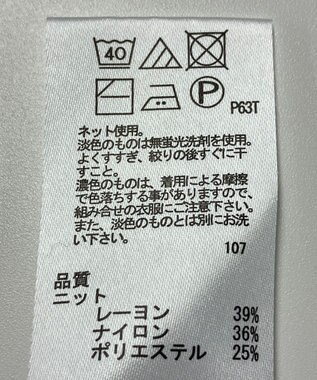 40
P P63T
ネット使用。
淡色のものは無蛍光洗剤を使用。
よくすすぎ、絞りの後すぐに干
すこと。
濃色のものは、着用による摩擦
で色落ちする事がありますので、
組み合せの衣服にご注意下さい。
また、淡色のものとは別にお洗
い下さい。
107
品質
ニット
レーヨン 39%
ナイロン 36%
ポリエステル 25%